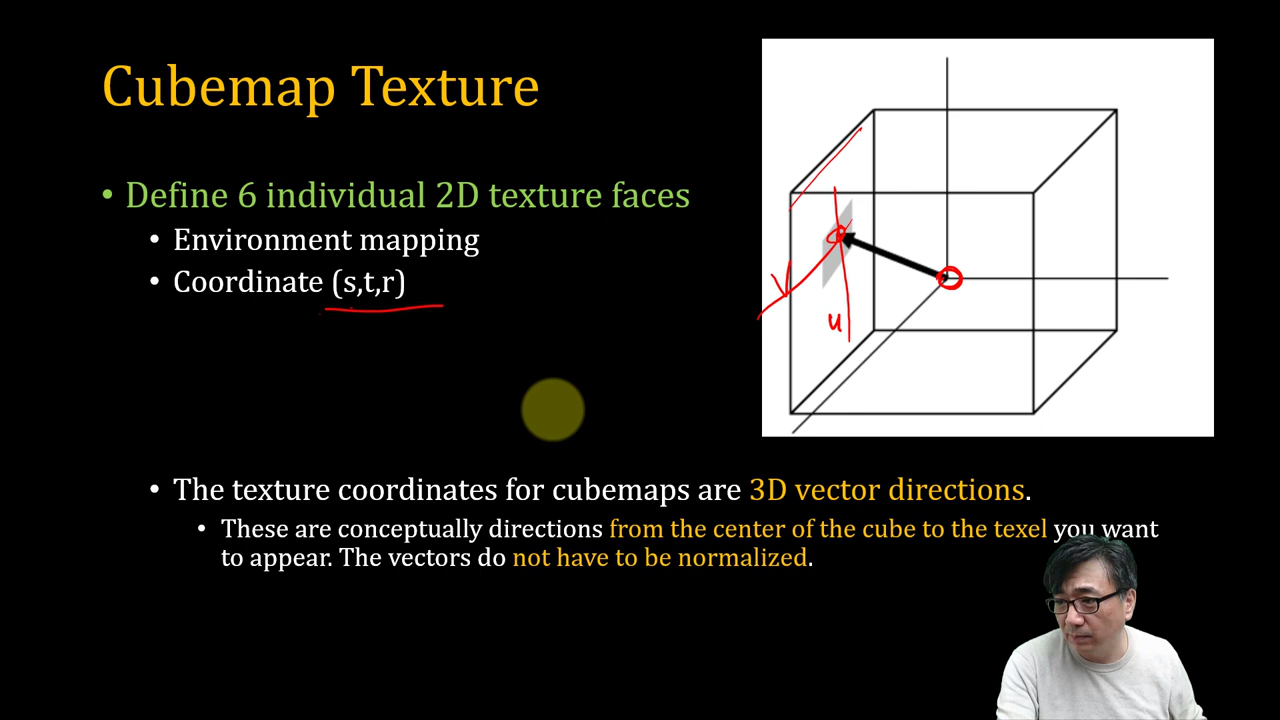 Cubemap Texture
• Define 6 individual 2D texture faces
• Environment mapping
• Coordinate (s,t,r)
V
u
• The texture coordinates for cubemaps are 3D vector directions.
• These are conceptually directions from the center of the cube to the texel you want
to appear. The vectors do not have to be normalized.